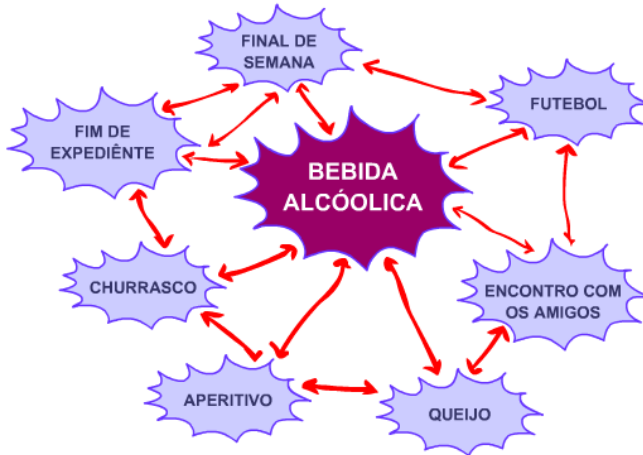 FINAL DE
SEMANA
FUTEBOL
FIM DE
EXPEDIÊNTE
BEBIDA
ALCÓOLICA
CHURRASCO
ENCONTRO COM
OS AMIGOS
APERITIVO
QUEIJO